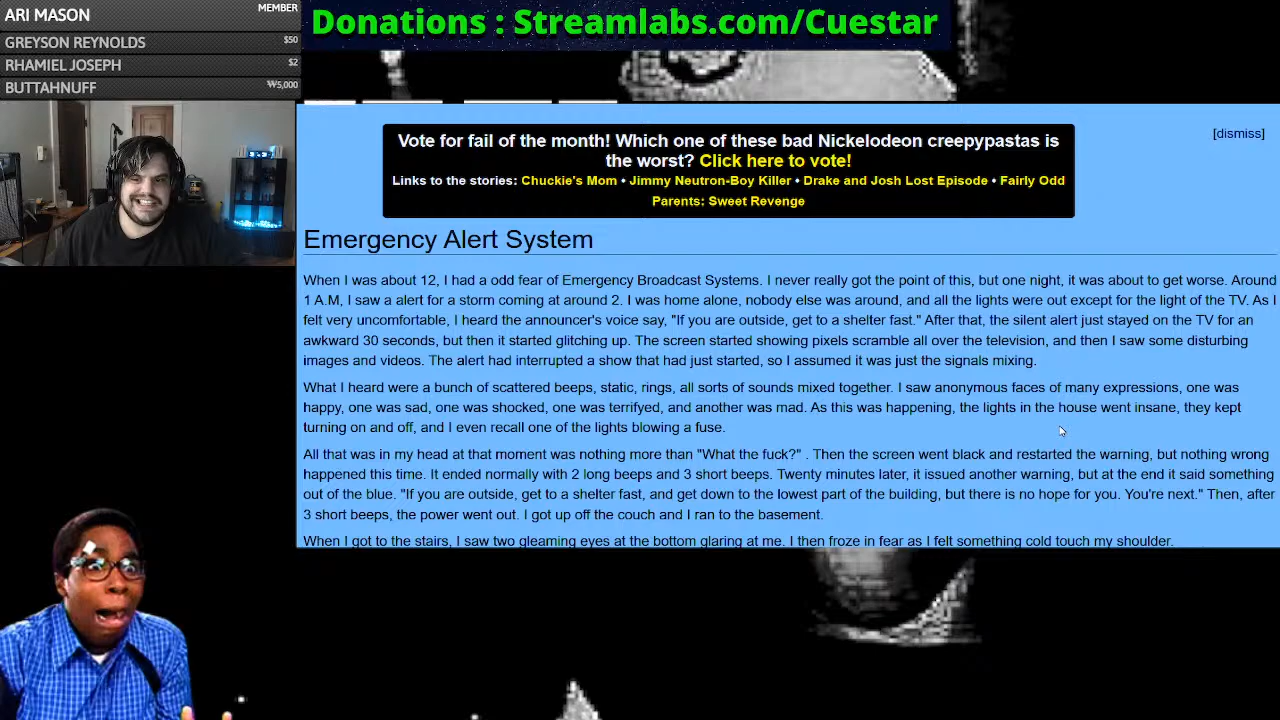 ARI MASON MEMBER
GREYSON REYNOLDS $50
RHAMIEL JOSEPH $2
BUTTAHNUFF ₩5,000
Donations : Streamlabs.com/Cuestar
[dismiss]
Vote for fail of the month! Which one of these bad Nickelodeon creepypastas is
the worst? Click here to vote!
Links to the stories: Chuckie's Mom • Jimmy Neutron-Boy Killer • Drake and Josh Lost Episode • Fairly Odd
Parents: Sweet Revenge
Emergency Alert System
When I was about 12, I had a odd fear of Emergency Broadcast Systems. I never really got the point of this, but one night, it was about to get worse. Around
1 A.M, I saw a alert for a storm coming at around 2. I was home alone, nobody else was around, and all the lights were out except for the light of the TV. As I
felt very uncomfortable, I heard the announcer's voice say, "If you are outside, get to a shelter fast." After that, the silent alert just stayed on the TV for an
awkward 30 seconds, but then it started glitching up. The screen started showing pixels scramble all over the television, and then I saw some disturbing
images and videos. The alert had interrupted a show that had just started, so I assumed it was just the signals mixing.
What I heard were a bunch of scattered beeps, static, rings, all sorts of sounds mixed together. I saw anonymous faces of many expressions, one was
happy, one was sad, one was shocked, one was terrifyed, and another was mad. As this was happening, the lights in the house went insane, they kept
turning on and off, and I even recall one of the lights blowing a fuse.
All that was in my head at that moment was nothing more than "What the fuck?" . Then the screen went black and restarted the warning, but nothing wrong
happened this time. It ended normally with 2 long beeps and 3 short beeps. Twenty minutes later, it issued another warning, but at the end it said something
out of the blue. "If you are outside, get to a shelter fast, and get down to the lowest part of the building, but there is no hope for you. You're next." Then, after
3 short beeps, the power went out. I got up off the couch and I ran to the basement.
When I got to the stairs, I saw two gleaming eyes at the bottom glaring at me. I then froze in fear as I felt something cold touch my shoulder.